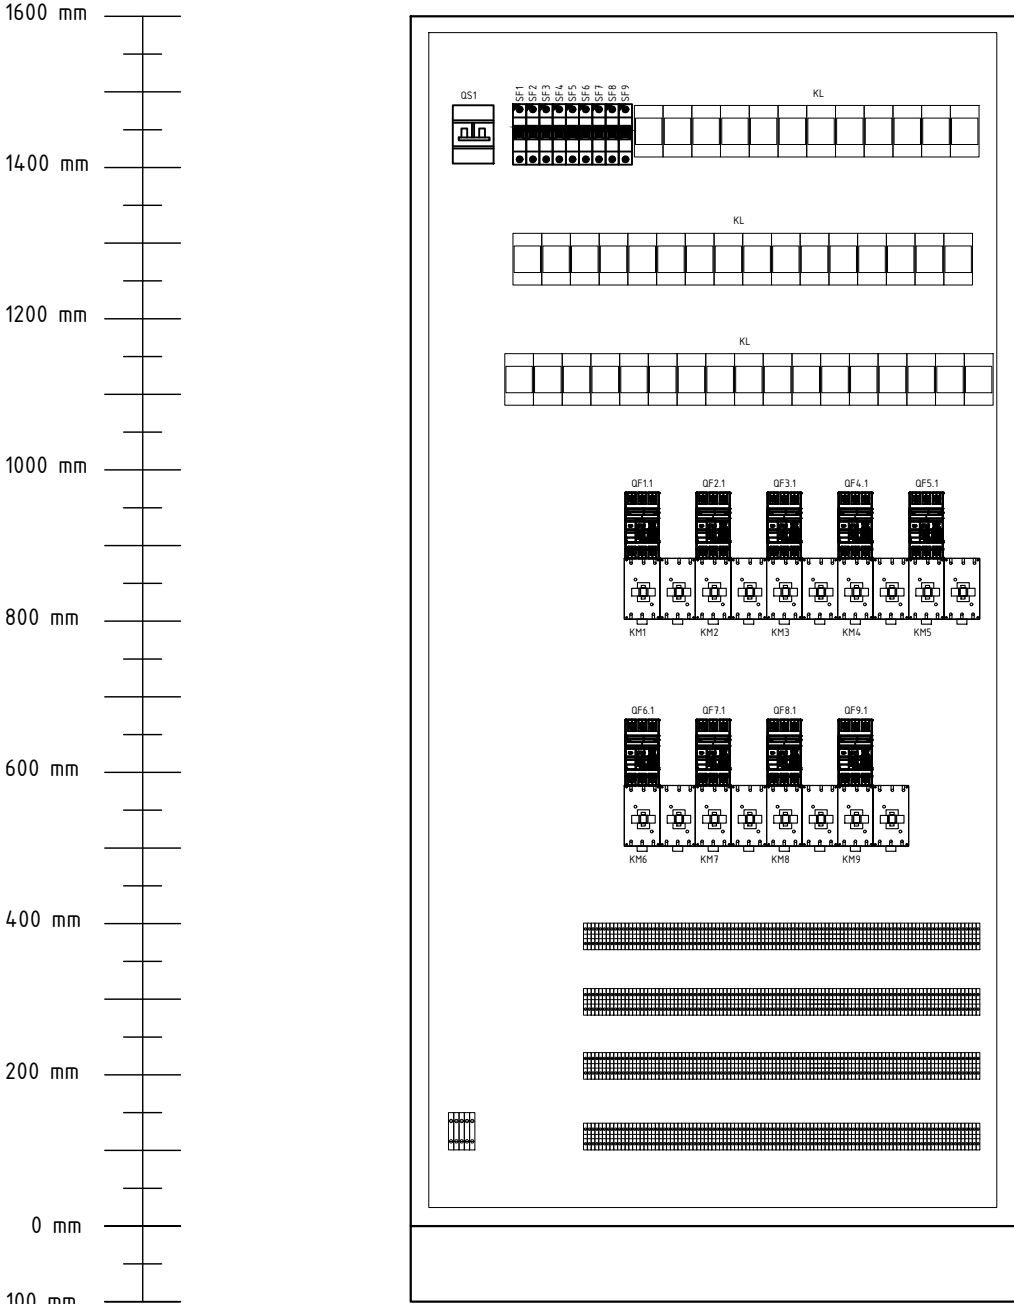 1600 mm
QS1
SF1
SF2
SF3
SF4
SF5
SF6
SF7
SF8
SF9
KL
1400 mm
KL
1200 mm
KL
1000 mm
QF1.1 QF2.1 QF3.1 QF4.1 QF5.1
800 mm
KM1 KM2 KM3 KM4 KM5
QF6.1 QF7.1 QF8.1 QF9.1
600 mm
KM6 KM7 KM8 KM9
400 mm
200 mm
0 mm
100 mm